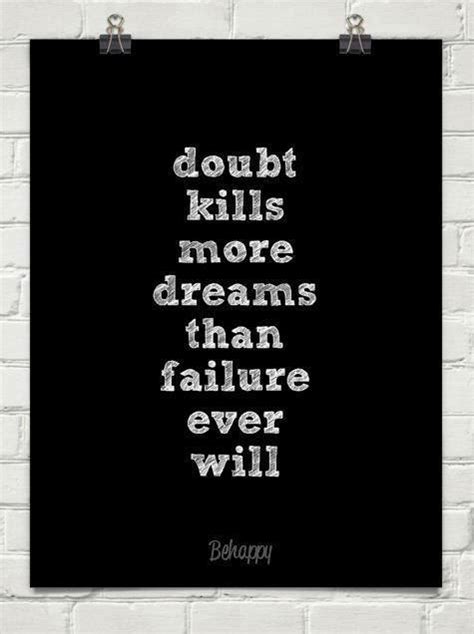 doubt
kills
more
dreams
than
failure
ever
will
Behappy